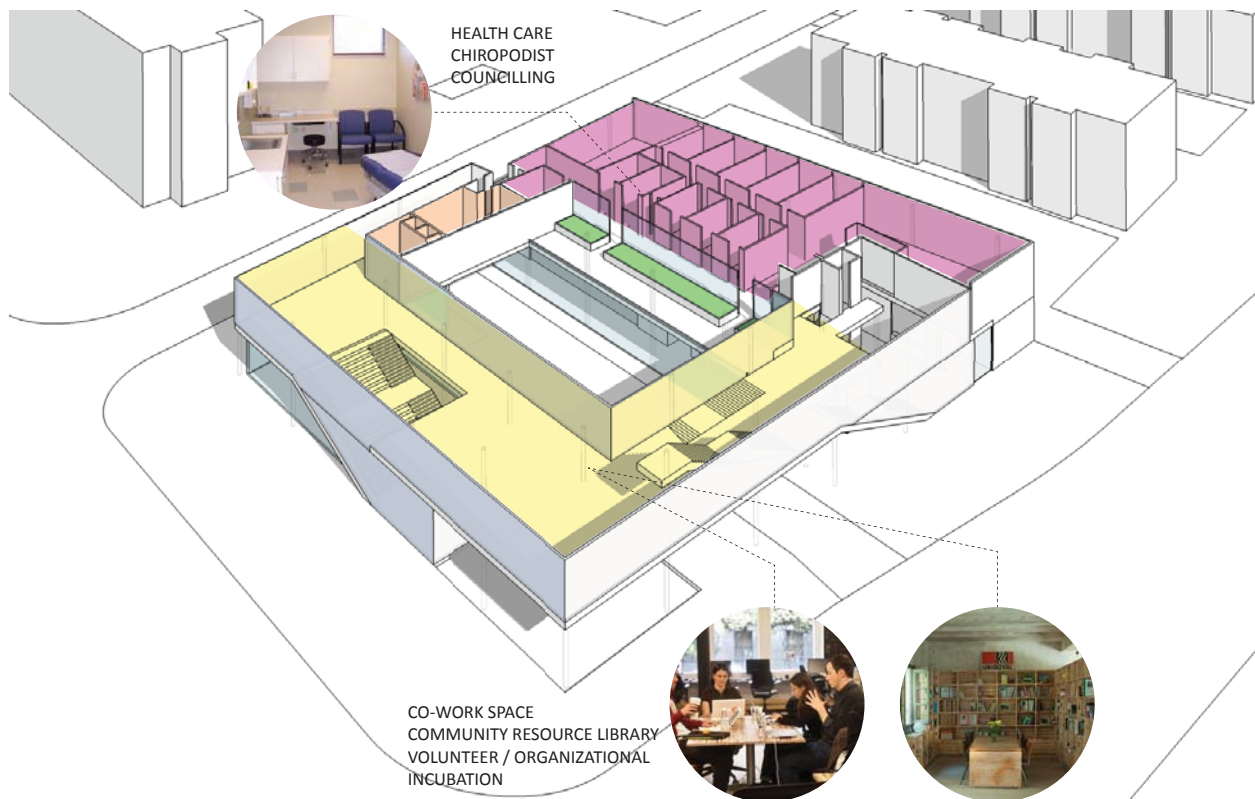 HEALTH CARE
CHIROPODIST
COUNCILLING
CO-WORK SPACE
COMMUNITY RESOURCE LIBRARY
VOLUNTEER / ORGANIZATIONAL
INCUBATION